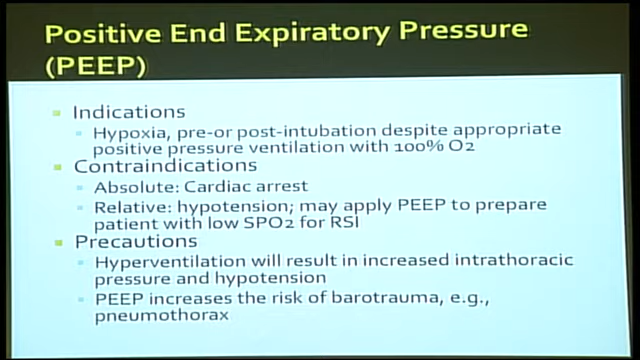 Positive End Expiratory Pressure
(PEEP)
Indications
Hypoxia, pre-or post-intubation despite appropriate
positive pressure ventilation with 100% O2
Contraindications
Absolute: Cardiac arrest
Relative: hypotension; may apply PEEP to prepare
patient with low SPO2 for RSI
Precautions
Hyperventilation will result in increased intrathoracic
pressure and hypotension
PEEP increases the risk of barotrauma, e.g.,
pneumothorax